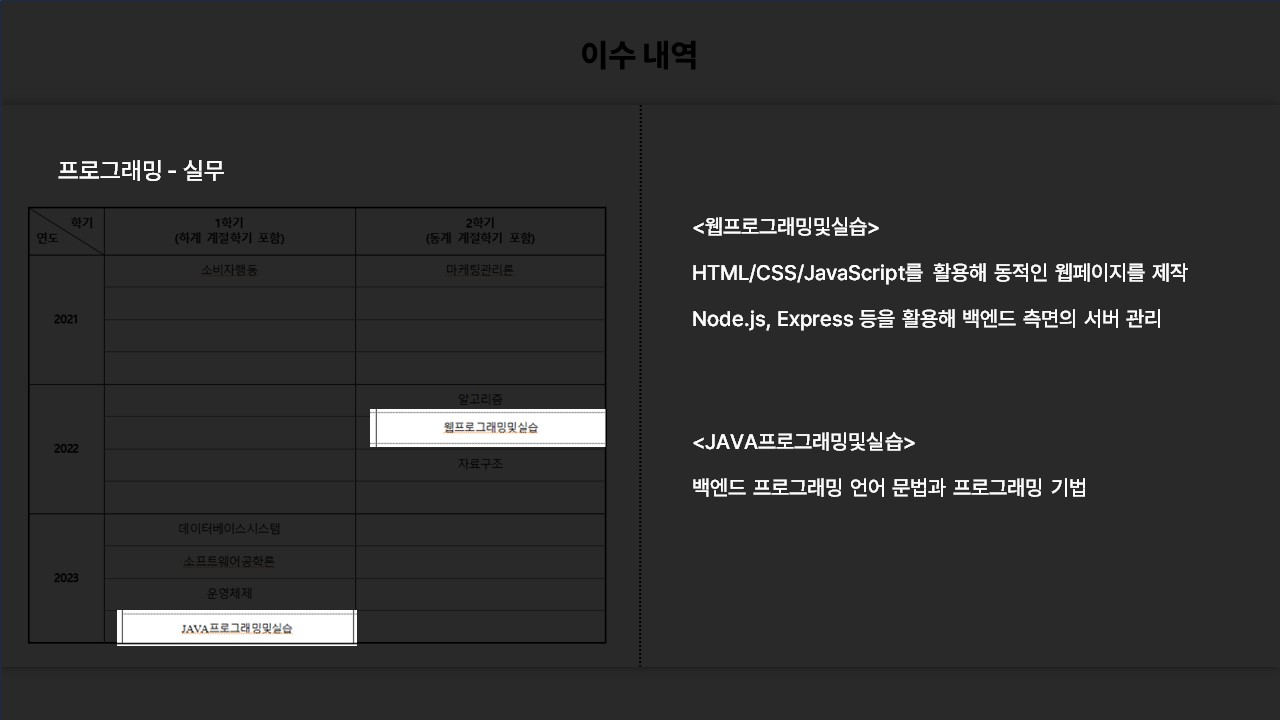 이수 내역
프로그래밍 - 실무
학기
연도
1학기
(하계 계절학기 포함)
2학기
(동계 계절학기 포함)
2021
소비자행동
마케팅관리론
2022
알고리즘
웹프로그래밍및실습
자료구조
2023
데이터베이스시스템
소프트웨어공학론
운영체제
JAVA프로그래밍및실습
<웹프로그래밍및실습>
HTML/CSS/JavaScript를 활용해 동적인 웹페이지를 제작
Node.js, Express 등을 활용해 백엔드 측면의 서버 관리
<JAVA프로그래밍및실습>
백엔드 프로그래밍 언어 문법과 프로그래밍 기법